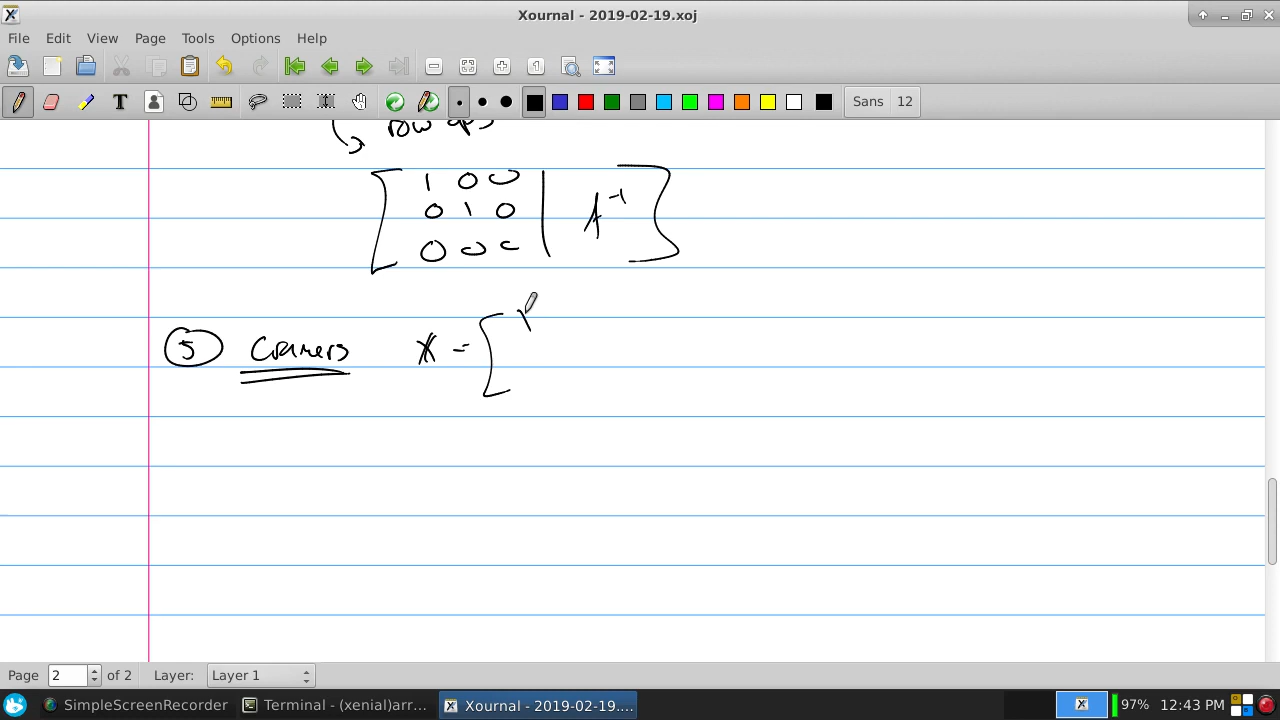 Xournal - 2019-02-19.xoj
File Edit View Page Tools Options Help
Sans 12
row ops
1 0 0
0 1 0 A⁻¹
0 0 0
5 Cramers X = [
Page 2 of 2 Layer: Layer 1
SimpleScreenRecorder Terminal - (xenial)arr... Xournal - 2019-02-19.... 97% 12:43 PM